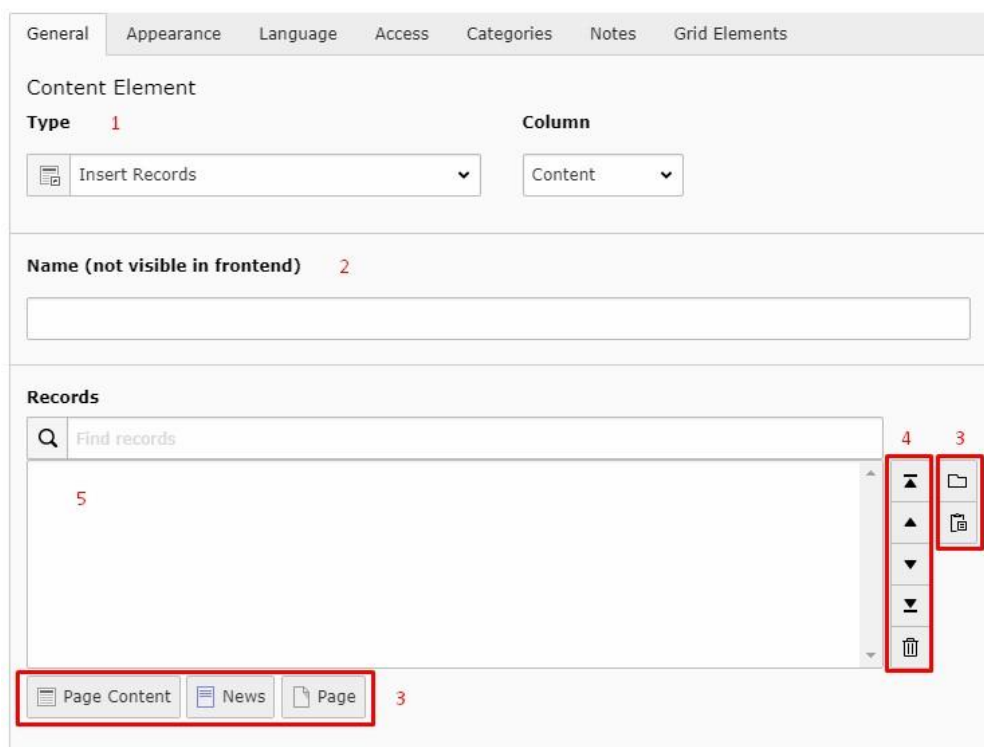 General Appearance Language Access Categories Notes Grid Elements
Content Element
Type 1 Column
Insert Records Content
Name (not visible in frontend) 2
Records
Find records 4 3
5
Page Content News Page 3